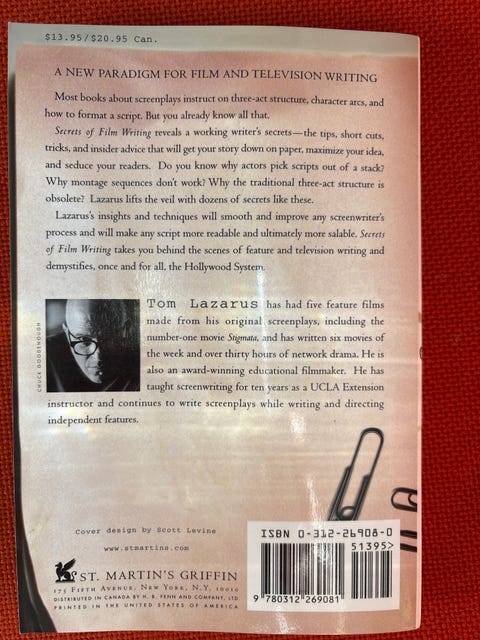 $13.95/$20.95 Can.
A NEW PARADIGM FOR FILM AND TELEVISION WRITING
Most books about screenplays instruct on three-act structure, character arcs, and
how to format a script. But you already know all that.
Secrets of Film Writing reveals a working writer's secrets—the tips, short cuts,
tricks, and insider advice that will get your story down on paper, maximize your idea,
and seduce your readers. Do you know why actors pick scripts out of a stack?
Why montage sequences don't work? Why the traditional three-act structure is
obsolete? Lazarus lifts the veil with dozens of secrets like these.
Lazarus's insights and techniques will smooth and improve any screenwriter's
process and will make any script more readable and ultimately more salable. Secrets
of Film Writing takes you behind the scenes of feature and television writing and
demystifies, once and for all, the Hollywood System.
CHUCK GOODENOUGH
Tom Lazarus has had five feature films
made from his original screenplays, including the
number-one movie Stigmata, and has written six movies of
the week and over thirty hours of network drama. He is
also an award-winning educational filmmaker. He has
taught screenwriting for ten years as a UCLA Extension
instructor and continues to write screenplays while writing and directing
independent features.
Cover design by Scott Levine
www.stmartins.com
ST. MARTIN'S GRIFFIN
175 FIFTH AVENUE, NEW YORK, N.Y. 10010
DISTRIBUTED IN CANADA BY H. B. FENN AND COMPANY, LTD
PRINTED IN THE UNITED STATES OF AMERICA
ISBN 0-312-26908-0
51395>
9 780312 269081